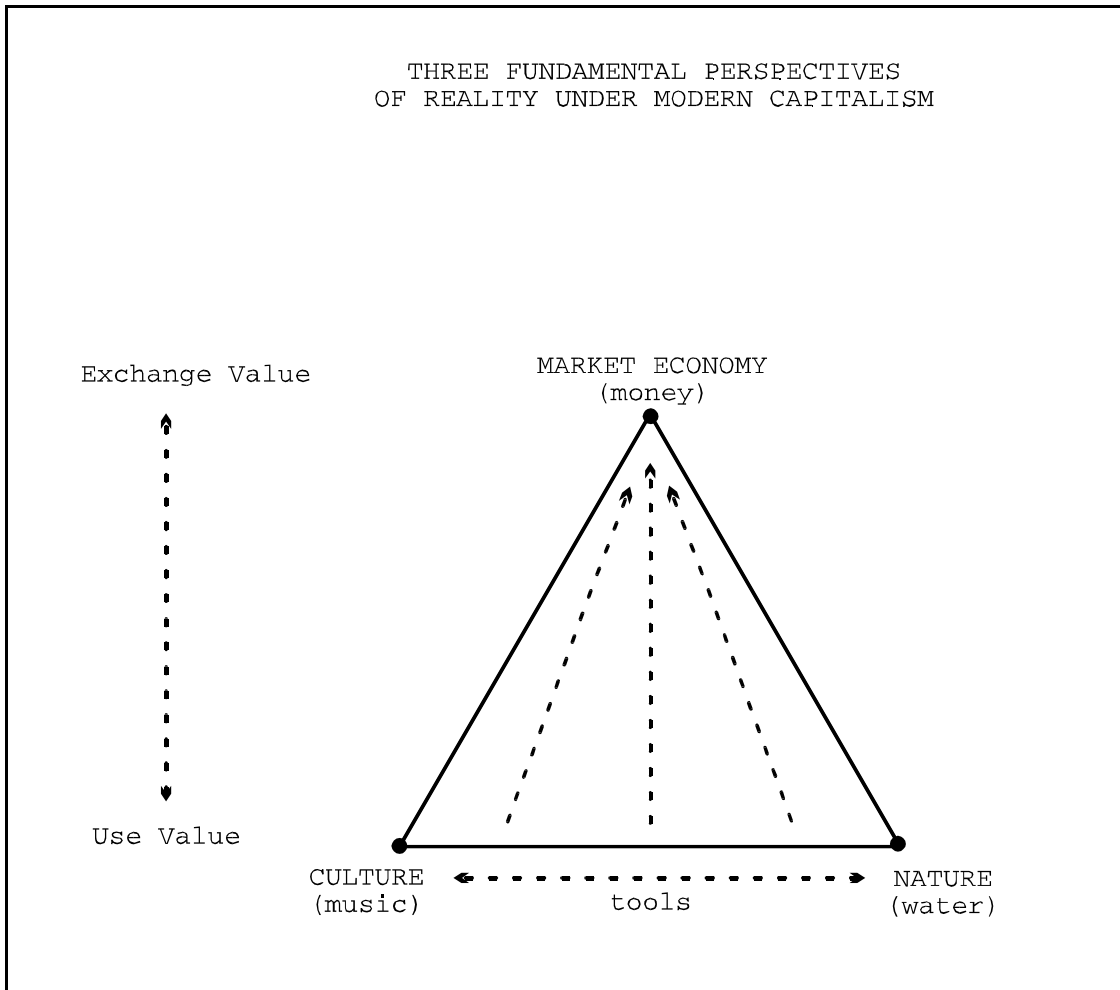 THREE FUNDAMENTAL PERSPECTIVES
OF REALITY UNDER MODERN CAPITALISM
Exchange Value
MARKET ECONOMY
(money)
Use Value
CULTURE
(music)
tools
NATURE
(water)